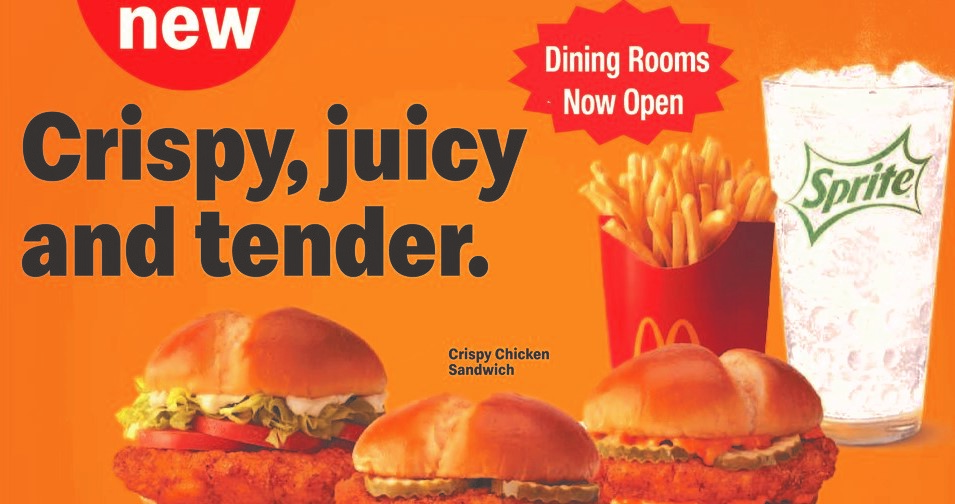 new
Dining Rooms
Now Open
Crispy, juicy
and tender.
Sprite
Crispy Chicken
Sandwich